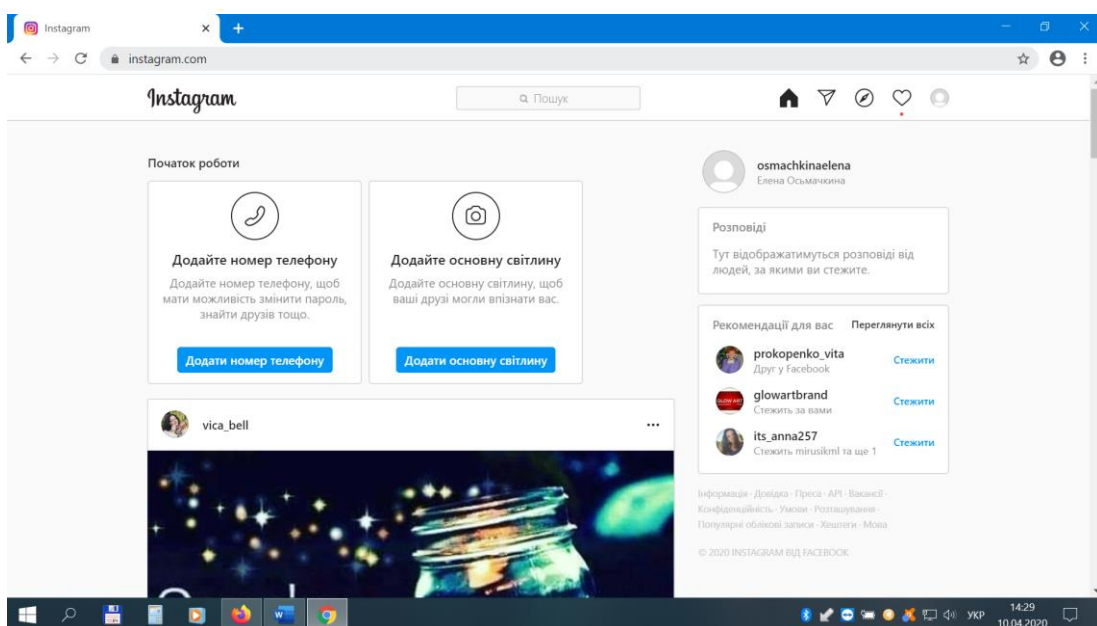 Instagram
instagram.com
Instagram
Пошук
Початок роботи
Додайте номер телефону
Додайте номер телефону, щоб
мати можливість змінити пароль,
знайти друзів тощо.
Додати номер телефону
Додайте основну світлину
Додайте основну світлину, щоб
ваші друзі могли впізнати вас.
Додати основну світлину
vica_bell
osmachkinaelena
Елена Осьмачкина
Розповіді
Тут відображатимуться розповіді від
людей, за якими ви стежите.
Рекомендації для вас Переглянути всіх
prokopenko_vita
Друг у Facebook
Стежити
glowartbrand
Стежить за вами
Стежити
its_anna257
Стежить mirusikml та ще 1
Стежити
Інформація · Довідка · Преса · API · Вакансії ·
Конфіденційність · Умови · Розташування ·
Популярні облікові записи · Хештеги · Мова
© 2020 INSTAGRAM ВІД FACEBOOK
УКР
14:29
10.04.2020